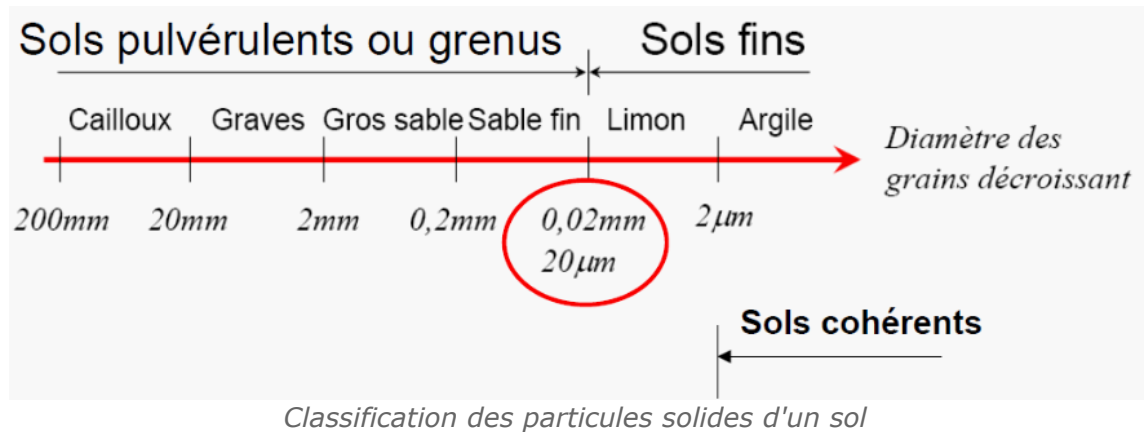 Sols pulvérulents ou grenus Sols fins
Cailloux Graves Gros sable Sable fin Limon Argile
Diamètre des
grains décroissant
200mm 20mm 2mm 0,2mm 0,02mm 2µm
20µm
Sols cohérents
Classification des particules solides d'un sol